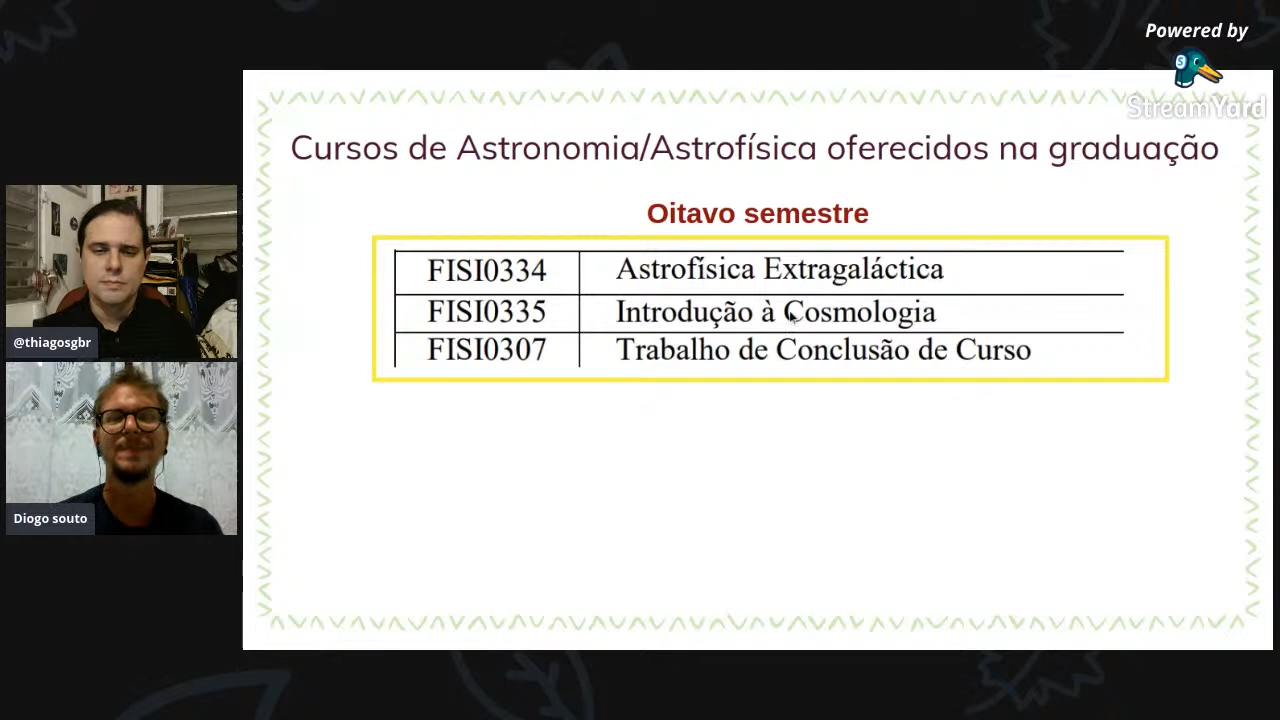 Powered by
StreamYard
Cursos de Astronomia/Astrofísica oferecidos na graduação
Oitavo semestre
FISI0334 Astrofísica Extragaláctica
FISI0335 Introdução à Cosmologia
FISI0307 Trabalho de Conclusão de Curso
@thiagosgbr
Diogo souto